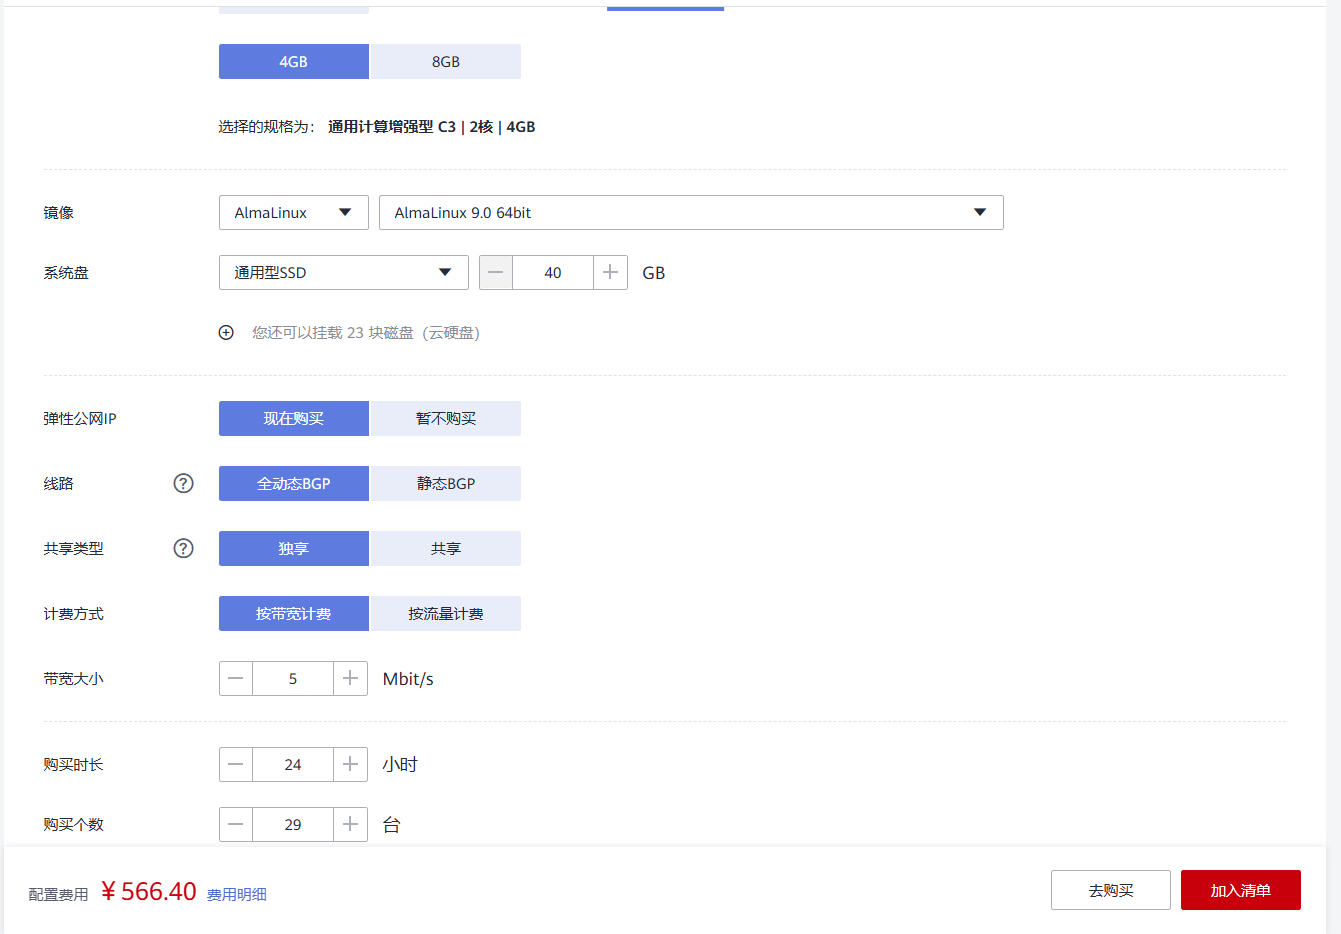 4GB 8GB
选择的规格为： 通用计算增强型 C3 | 2核 | 4GB
镜像 AlmaLinux AlmaLinux 9.0 64bit
系统盘 通用型SSD 40 GB
您还可以挂载 23 块磁盘（云硬盘）
弹性公网IP 现在购买 暂不购买
线路 ? 全动态BGP 静态BGP
共享类型 ? 独享 共享
计费方式 按带宽计费 按流量计费
带宽大小 5 Mbit/s
购买时长 24 小时
购买个数 29 台
配置费用 ¥ 566.40 费用明细 去购买 加入清单